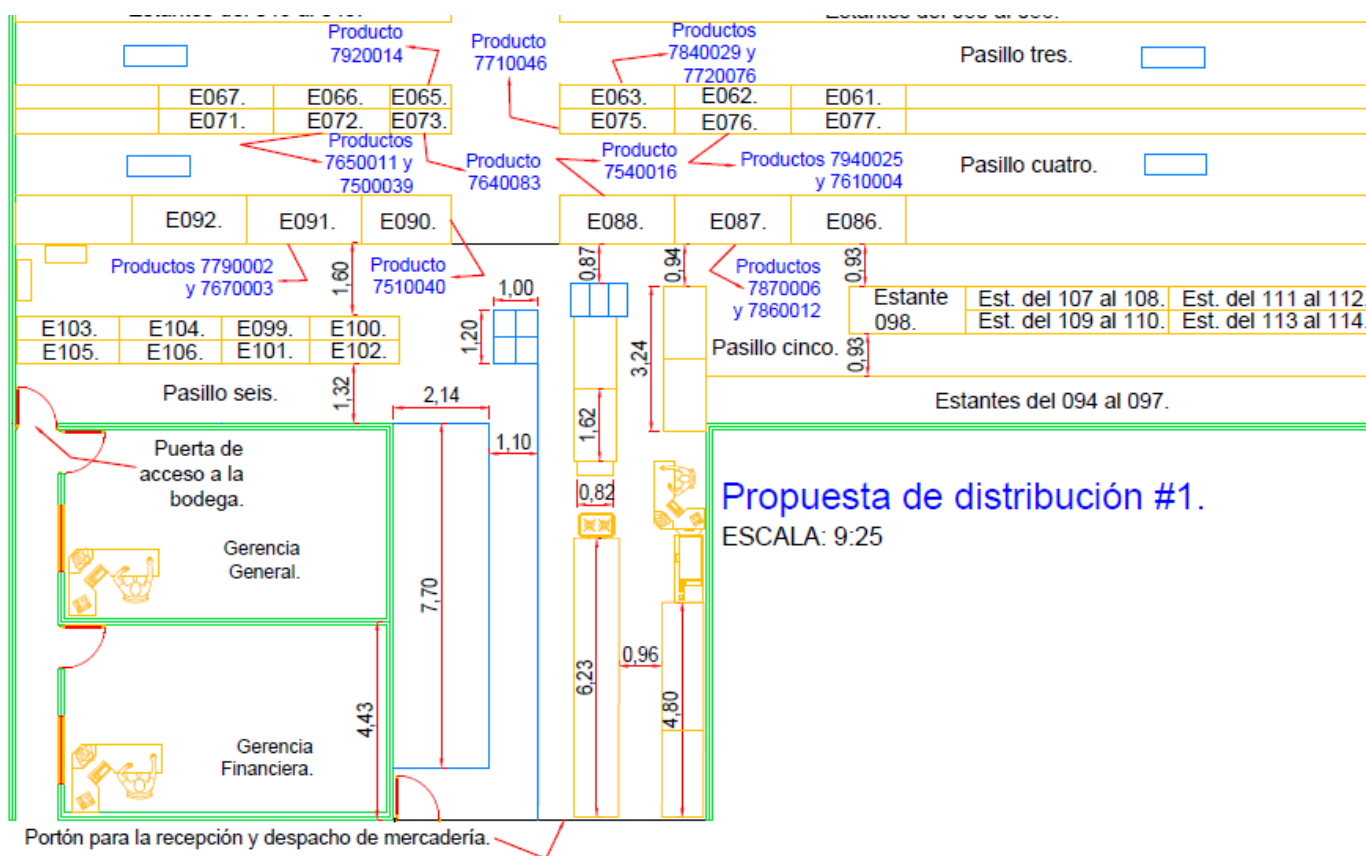 Producto
7920014
Producto
7710046
Productos
7840029 y
7720076
Pasillo tres.
E067.
E066.
E065.
E063.
E062.
E061.
E071.
E072.
E073.
E075.
E076.
E077.
Productos
7650011 y
7500039
Producto
7640083
Producto
7540016
Productos 7940025
y 7610004
Pasillo cuatro.
E092.
E091.
E090.
E088.
E087.
E086.
Productos 7790002
y 7670003
1,60
Producto
7510040
1,00
0,87
0,94
Productos
7870006
y 7860012
0,93
Estante
098.
Est. del 107 al 108.
Est. del 111 al 112.
Est. del 109 al 110.
Est. del 113 al 114.
E103.
E104.
E099.
E100.
E105.
E106.
E101.
E102.
1,20
3,24
Pasillo cinco.
0,93
Pasillo seis.
1,32
2,14
1,10
1,62
Estantes del 094 al 097.
Puerta de
acceso a la
bodega.
0,82
Propuesta de distribución #1.
ESCALA: 9:25
Gerencia
General.
7,70
6,23
0,96
4,80
4,43
Gerencia
Financiera.
Portón para la recepción y despacho de mercadería.